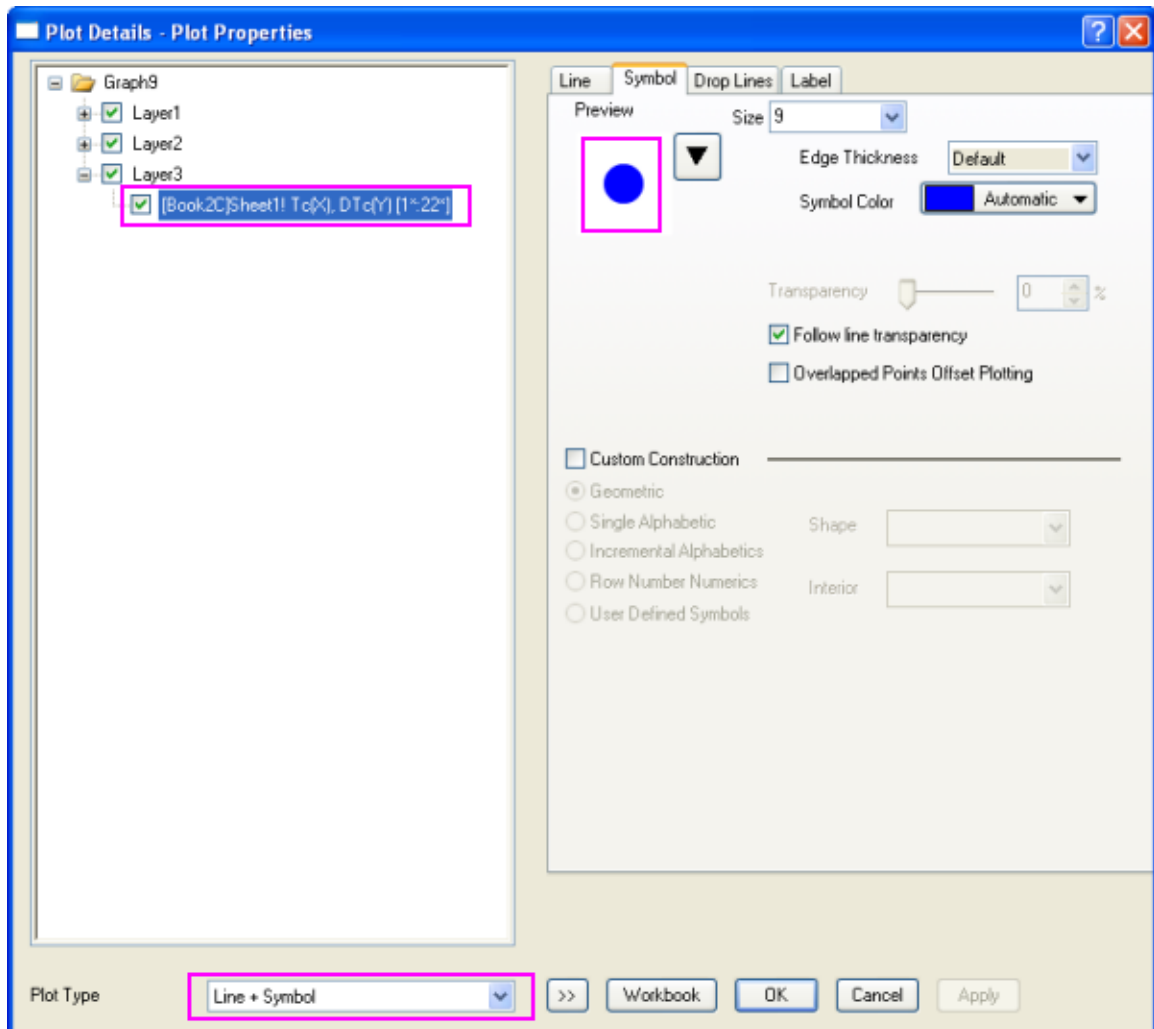 Plot Details - Plot Properties
Graph9
Layer1
Layer2
Layer3
[Book2C]Sheet1! Tc(X), DTc(Y) [1*:22*]
Line Symbol Drop Lines Label
Preview
Size 9
Edge Thickness Default
Symbol Color Automatic
Transparency 0 %
Follow line transparency
Overlapped Points Offset Plotting
Custom Construction
Geometric
Single Alphabetic
Shape
Incremental Alphabetics
Row Number Numerics
Interior
User Defined Symbols
Plot Type Line + Symbol >> Workbook OK Cancel Apply